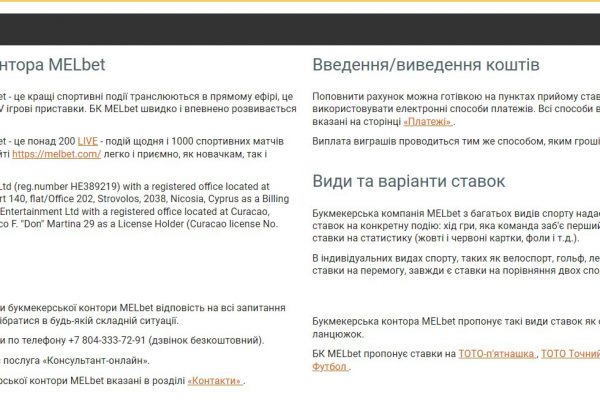 нтора MELbet
et - це кращі спортивні події транслюються в прямому ефірі, це
V ігрові приставки. БК MELbet швидко і впевнено розвивається
et - це понад 200 LIVE - подій щодня і 1000 спортивних матчів
йті https://melbet.com/ легко і приємно, як новачкам, так і
Ltd (reg.number HE389219) with a registered office located at
rt 140, flat/Office 202, Strovolos, 2038, Nicosia, Cyprus as a Billing
Entertainment Ltd with a registered office located at Curacao,
co F. "Don" Martina 29 as a License Holder (Curacao license No.
и букмекерської контори MELbet відповість на всі запитання
ібратися в будь-якій складній ситуації.
и по телефону +7 804-333-72-91 (дзвінок безкоштовний).
є послуга «Консультант-онлайн».
рської контори MELbet вказані в розділі «Контакти» .
Введення/виведення коштів
Поповнити рахунок можна готівкою на пунктах прийому став
використовувати електронні способи платежів. Всі способи в
вказані на сторінці «Платежі» .
Виплата виграшів проводиться тим же способом, яким гроші
Види та варіанти ставок
Букмекерська компанія MELbet з багатьох видів спорту нада
ставок на конкретну подію: хід гри, яка команда заб'є перший
ставки на статистику (жовті і червоні картки, фоли і т.д.).
В індивідуальних видах спорту, таких як велоспорт, гольф, ле
ставки на перемогу, завжди є ставки на порівняння двох спо
Букмекерська контора MELbet пропонує такі види ставок як о
ланцюжок.
БК MELbet пропонує ставки на ТОТО-п'ятнашка , ТОТО Точний
Футбол .